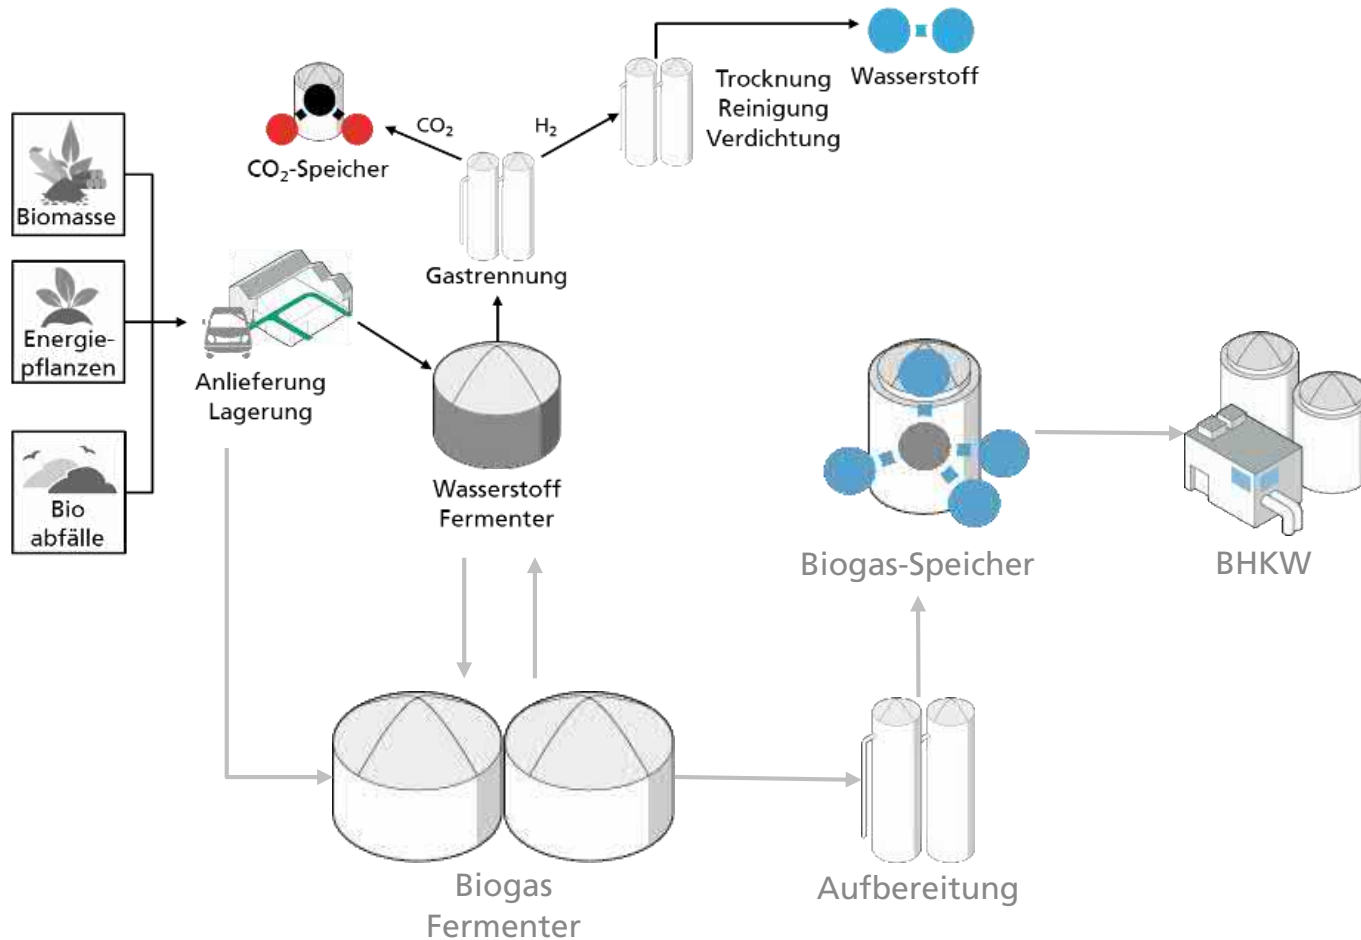 Wasserstoff
Trocknung
Reinigung
Verdichtung
CO₂
H₂
CO₂-Speicher
Biomasse
Gastrennung
Energie-
pflanzen
Anlieferung
Lagerung
Bio
abfälle
Wasserstoff
Fermenter
Biogas-Speicher
BHKW
Biogas
Fermenter
Aufbereitung